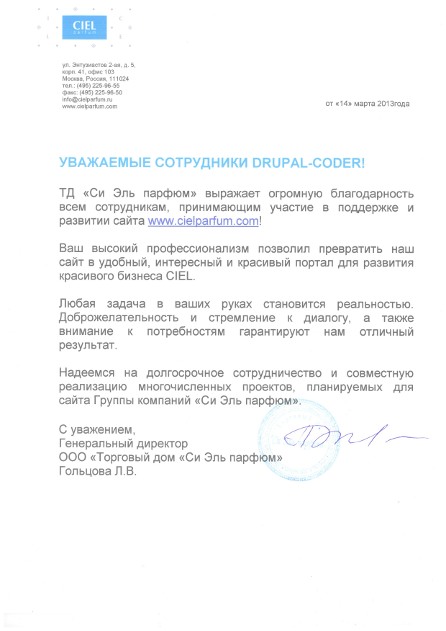 CIEL
parfum
ул. Энтузиастов 2-ая, д. 5,
корп. 41, офис 103
Москва, Россия, 111024
тел.: (495) 225-96-55
факс: (495) 225-96-50
info@cielparfum.ru
www.cielparfum.com
от «14» марта 2013года
УВАЖАЕМЫЕ СОТРУДНИКИ DRUPAL-CODER!
ТД «Си Эль парфюм» выражает огромную благодарность
всем сотрудникам, принимающим участие в поддержке и
развитии сайта www.cielparfum.com!
Ваш высокий профессионализм позволил превратить наш
сайт в удобный, интересный и красивый портал для развития
красивого бизнеса CIEL.
Любая задача в ваших руках становится реальностью.
Доброжелательность и стремление к диалогу, а также
внимание к потребностям гарантируют нам отличный
результат.
Надеемся на долгосрочное сотрудничество и совместную
реализацию многочисленных проектов, планируемых для
сайта Группы компаний «Си Эль парфюм».
С уважением,
Генеральный директор
ООО «Торговый дом «Си Эль парфюм»
Гольцова Л.В.